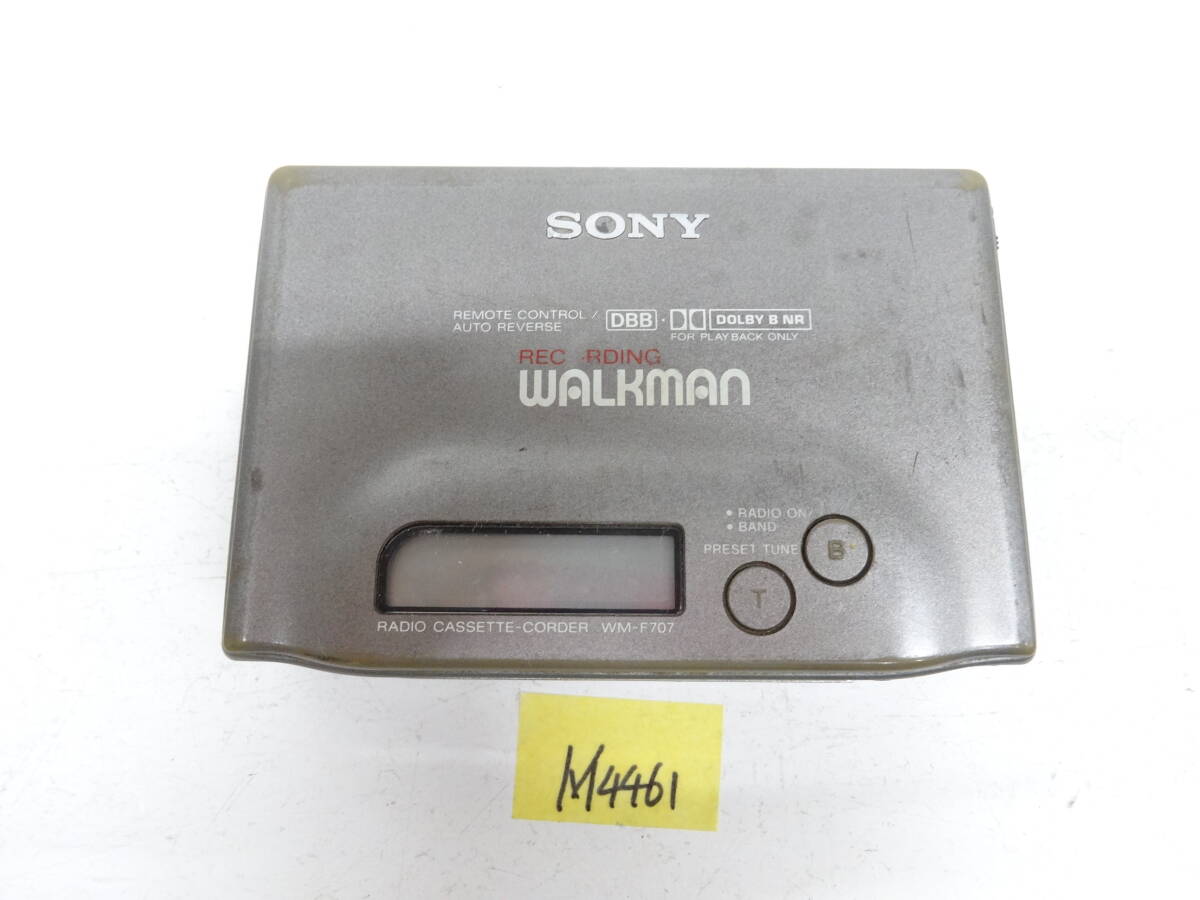 SONY
REMOTE CONTROL / DBB · DOLBY B NR
AUTO REVERSE
FOR PLAYBACK ONLY
REC RDING
WALKMAN
• RADIO ON/
• BAND
PRESET TUNE
B
T
RADIO CASSETTE-CORDER WM-F707
M4461